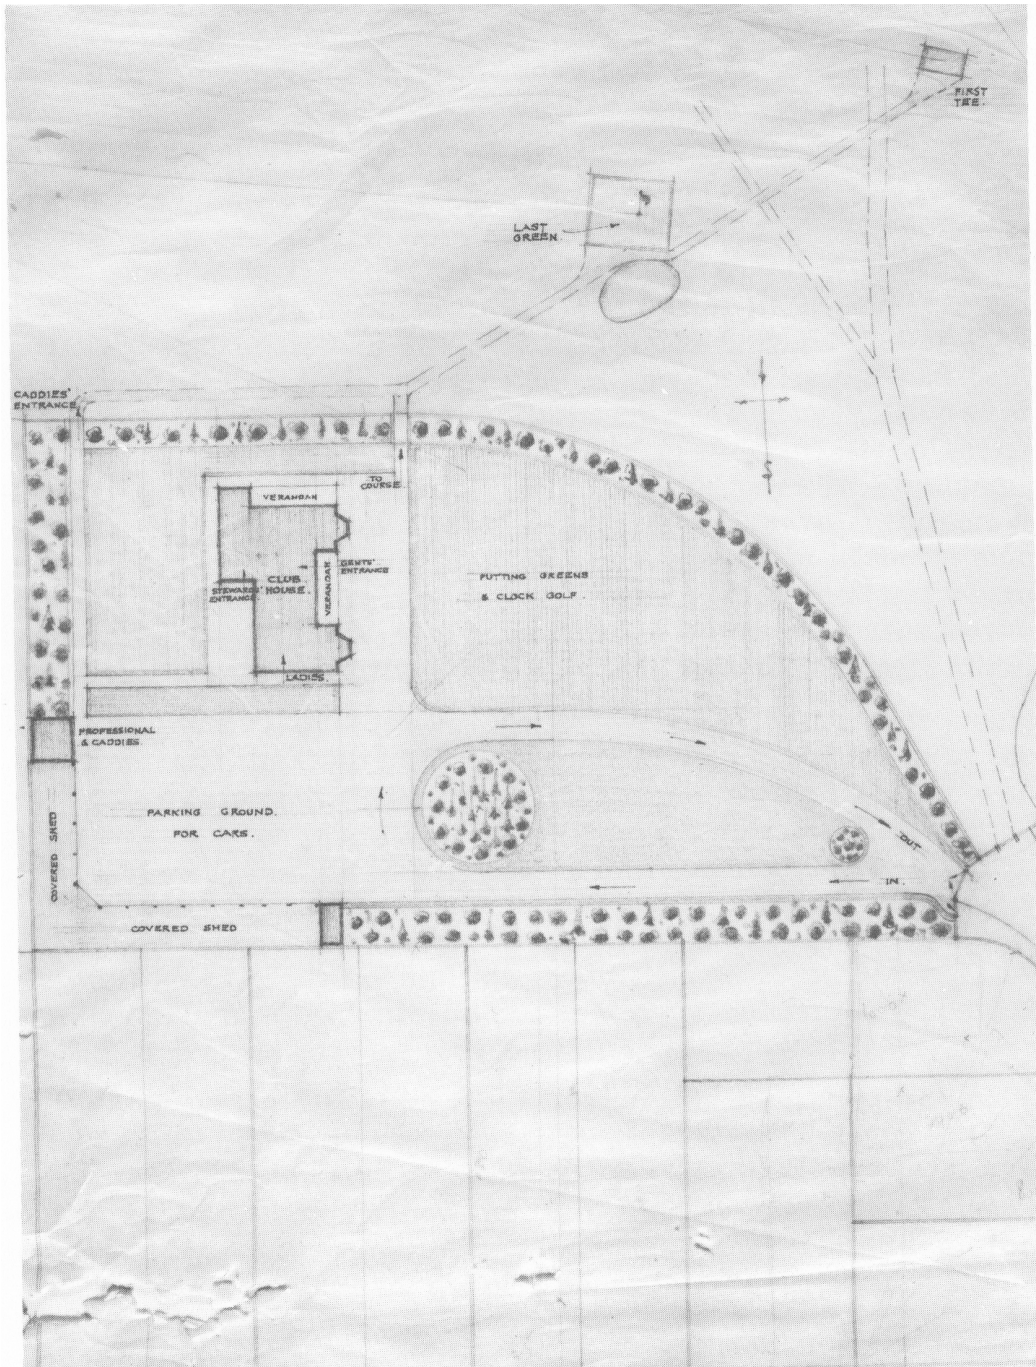 FIRST
TEE.
LAST
GREEN.
CADDIES'
ENTRANCE
TO
COURSE
VERANDAH
GENTS'
ENTRANCE
CLUB
HOUSE.
STEWARDS'
ENTRANCE
VERANDAH
PUTTING GREENS
& CLOCK GOLF.
LADIES.
PROFESSIONAL
& CADDIES.
PARKING GROUND.
FOR CARS.
OUT
IN.
COVERED SHED
COVERED SHED